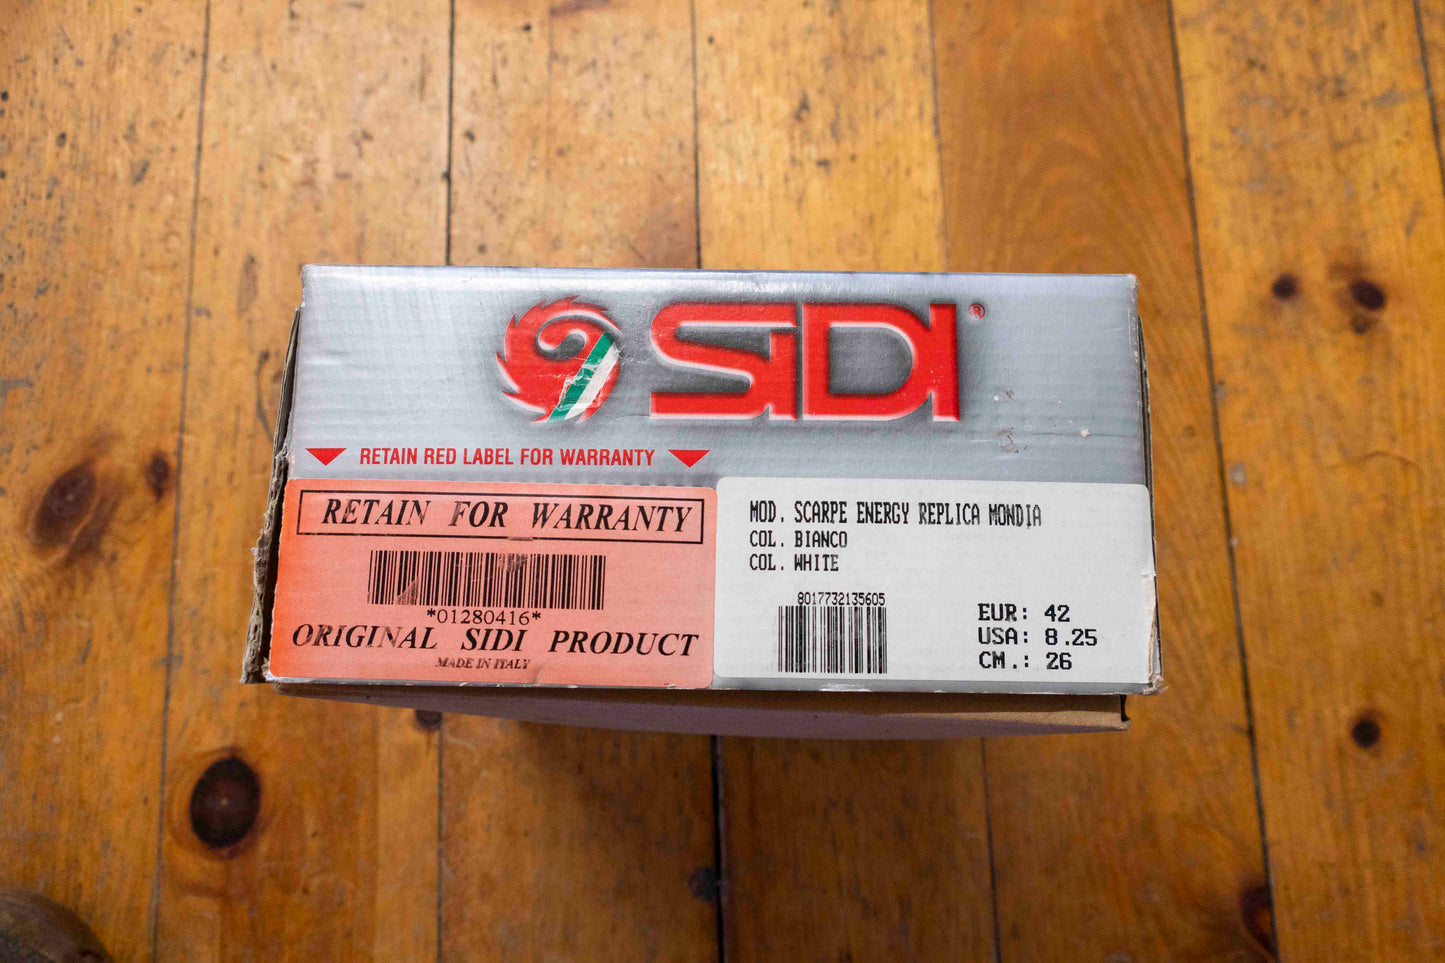 SIDI®
RETAIN RED LABEL FOR WARRANTY
RETAIN FOR WARRANTY
*01280416*
ORIGINAL SIDI PRODUCT
MADE IN ITALY
MOD. SCARPE ENERGY REPLICA MONDIA
COL. BIANCO
COL. WHITE
8017732135605
EUR: 42
USA: 8.25
CM.: 26